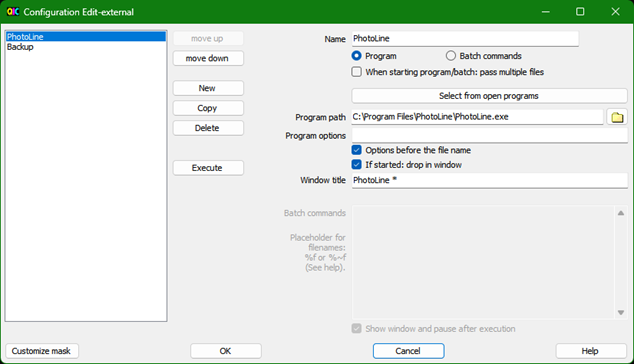 Configuration Edit-external
PhotoLine
Backup
move up
move down
New
Copy
Delete
Execute
Name PhotoLine
Program Batch commands
When starting program/batch: pass multiple files
Select from open programs
Program path C:\Program Files\PhotoLine\PhotoLine.exe
Program options
Options before the file name
If started: drop in window
Window title PhotoLine *
Batch commands
Placeholder for
filenames:
%f or %~f
(See help).
Show window and pause after execution
Customize mask OK Cancel Help